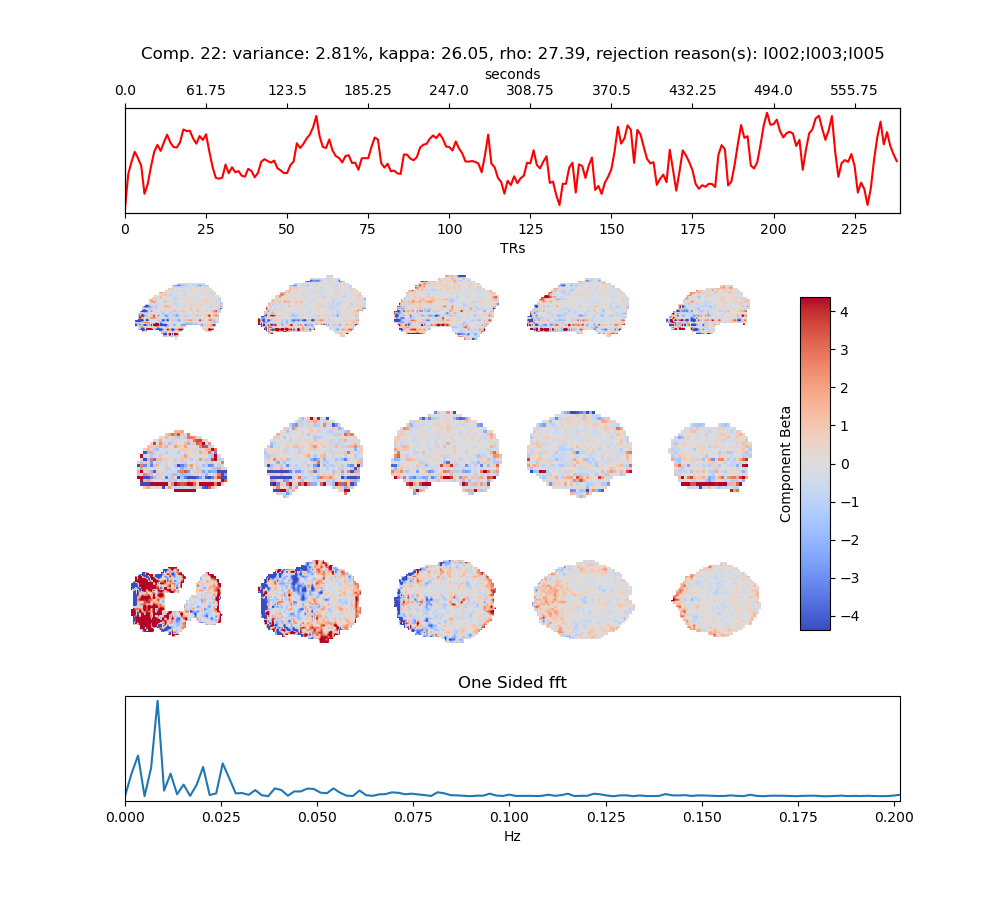 Comp. 22: variance: 2.81%, kappa: 26.05, rho: 27.39, rejection reason(s): I002;I003;I005
seconds
0.0 61.75 123.5 185.25 247.0 308.75 370.5 432.25 494.0 555.75
0 25 50 75 100 125 150 175 200 225
TRs
4
3
2
1
0
−1
−2
−3
−4
Component Beta
One Sided fft
0.000 0.025 0.050 0.075 0.100 0.125 0.150 0.175 0.200
Hz